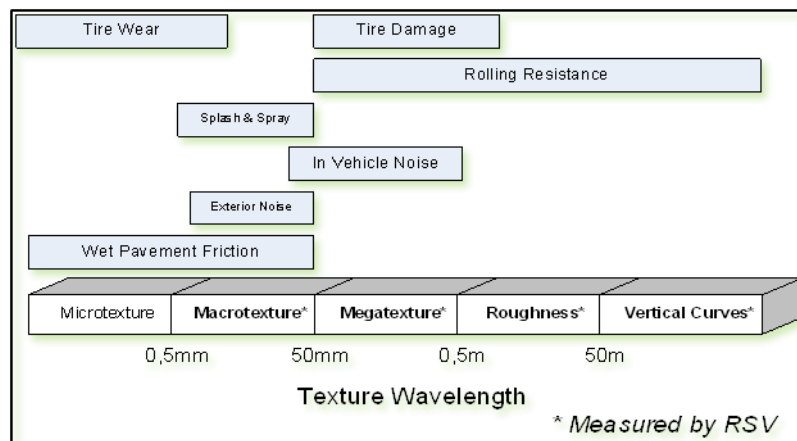 Tire Wear
Tire Damage
Rolling Resistance
Splash & Spray
In Vehicle Noise
Exterior Noise
Wet Pavement Friction
Microtexture
Macrotexture*
Megatexture*
Roughness*
Vertical Curves*
0,5mm
50mm
0,5m
50m
Texture Wavelength
* Measured by RSV